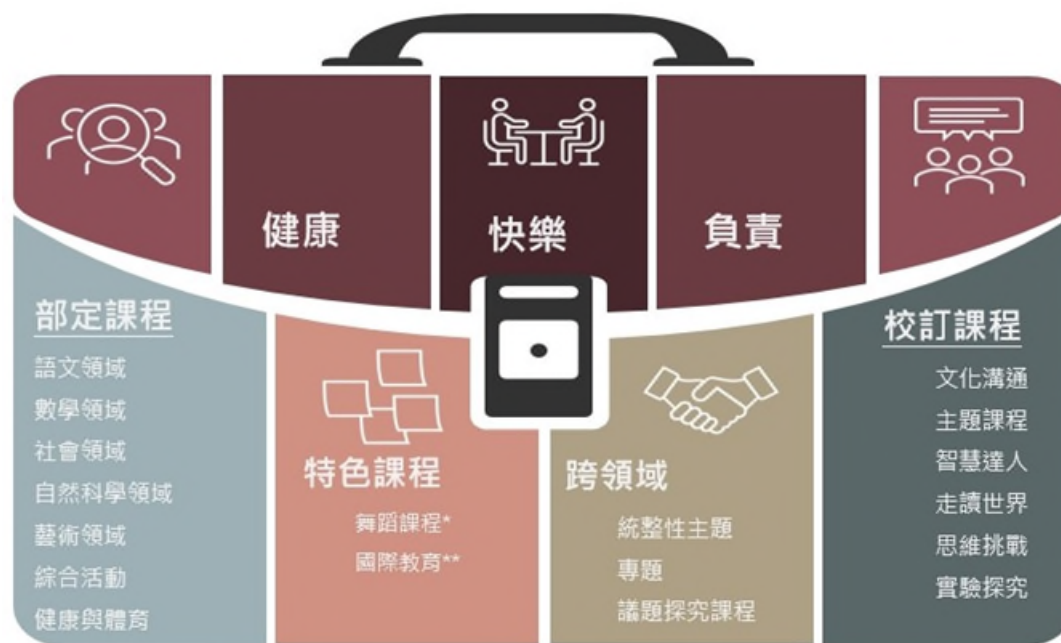 健康
快樂
負責
部定課程
語文領域
數學領域
社會領域
自然科學領域
藝術領域
綜合活動
健康與體育
特色課程
舞蹈課程*
國際教育**
跨領域
統整性主題
專題
議題探究課程
校訂課程
文化溝通
主題課程
智慧達人
走讀世界
思維挑戰
實驗探究